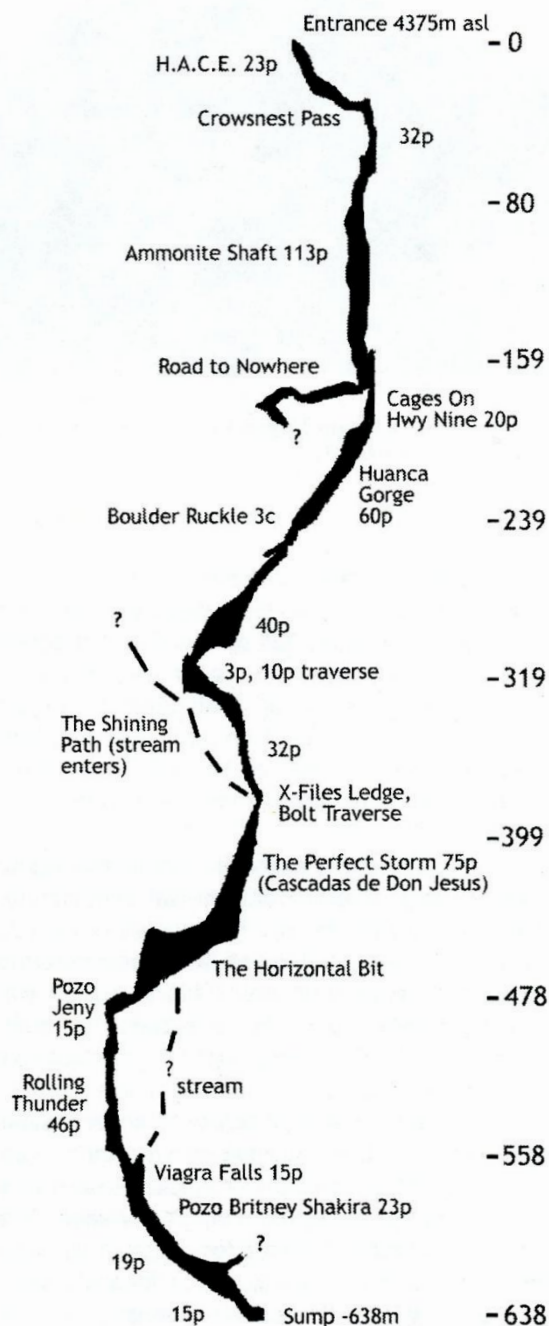 Entrance 4375m asl
- 0
H.A.C.E. 23p
Crowsnest Pass
32p
-80
Ammonite Shaft 113p
-159
Road to Nowhere
Cages On
Hwy Nine 20p
?
Huanca
Gorge
60p
Boulder Ruckle 3c
-239
40p
?
3p, 10p traverse
-319
The Shining
Path (stream
enters)
32p
X-Files Ledge,
Bolt Traverse
-399
The Perfect Storm 75p
(Cascadas de Don Jesus)
The Horizontal Bit
Pozo
Jeny
15p
-478
?
stream
Rolling
Thunder
46p
-558
Viagra Falls 15p
Pozo Britney Shakira 23p
?
19p
15p
Sump -638m
-638